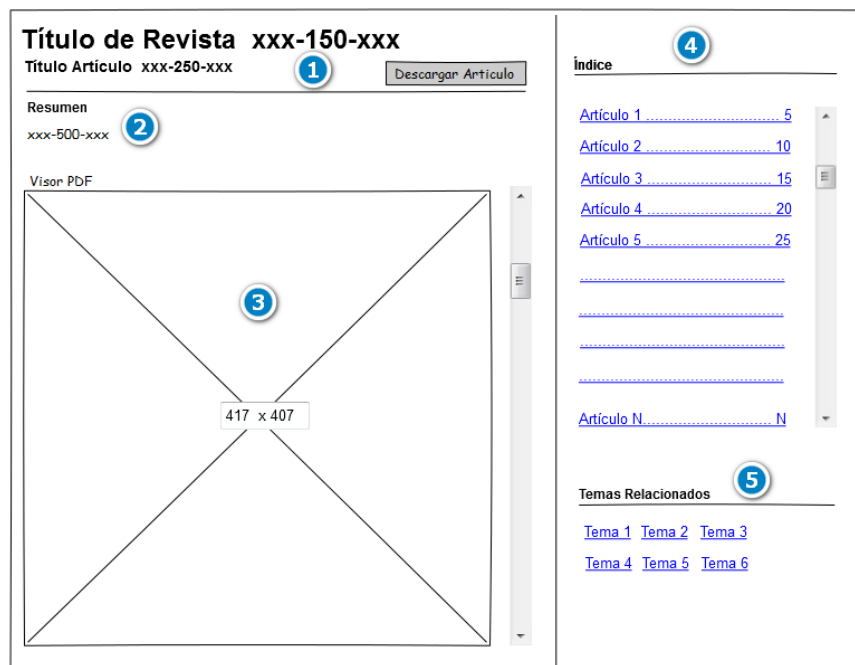 Título de Revista xxx-150-xxx
Título Artículo xxx-250-xxx
1
Descargar Artículo
Resumen
xxx-500-xxx
2
Visor PDF
3
417 x 407
4
Índice
Artículo 1 ................................ 5
Artículo 2 ............................. 10
Artículo 3 .............................. 15
Artículo 4 .............................. 20
Artículo 5 .............................. 25
.................................................
.................................................
.................................................
.................................................
Artículo N............................... N
5
Temas Relacionados
Tema 1 Tema 2 Tema 3
Tema 4 Tema 5 Tema 6